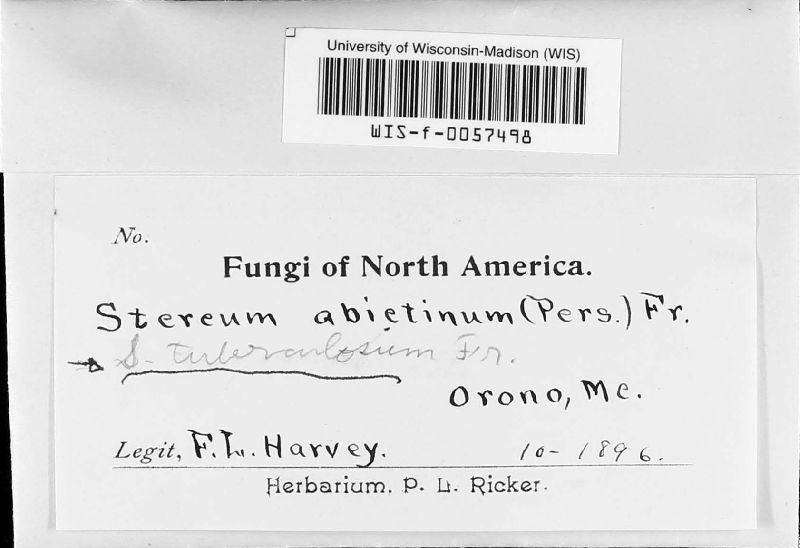 University of Wisconsin-Madison (WIS)
WIS-f-0057498
No.
Fungi of North America.
Stereum abietinum (Pers.) Fr.
S. tuberculosum Fr.
Orono, Me.
Legit, F. L. Harvey. 10-1896.
Herbarium. P. L. Ricker.